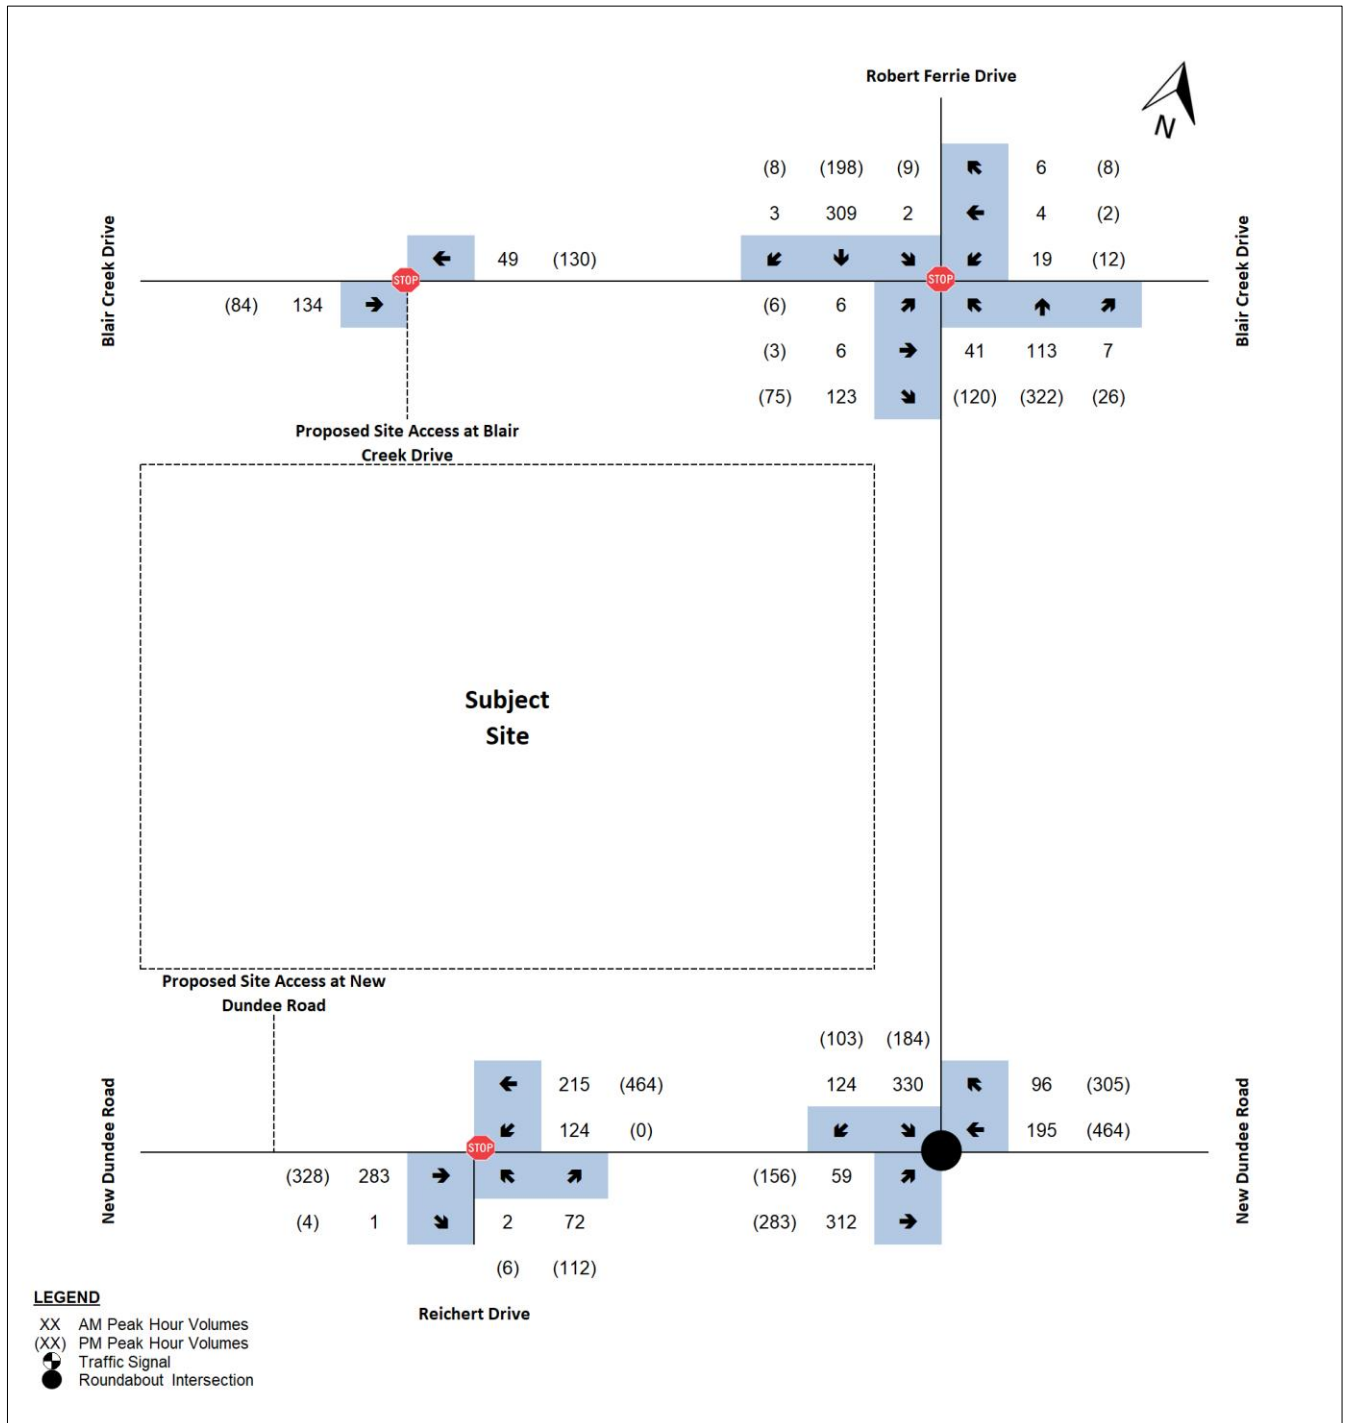 Robert Ferrie Drive
N
(8) (198) (9) 6 (8)
3 309 2 4 (2)
49 (130) 19 (12)
Blair Creek Drive
STOP
STOP
Blair Creek Drive
(84) 134 (6) 6
(3) 6 41 113 7
(75) 123 (120) (322) (26)
Proposed Site Access at Blair
Creek Drive
Subject
Site
Proposed Site Access at New
Dundee Road
(103) (184)
215 (464) 124 330 96 (305)
124 (0) 195 (464)
New Dundee Road
STOP
New Dundee Road
(328) 283 (156) 59
(4) 1 2 72 (283) 312
(6) (112)
Reichert Drive
LEGEND
XX AM Peak Hour Volumes
(XX) PM Peak Hour Volumes
Traffic Signal
Roundabout Intersection